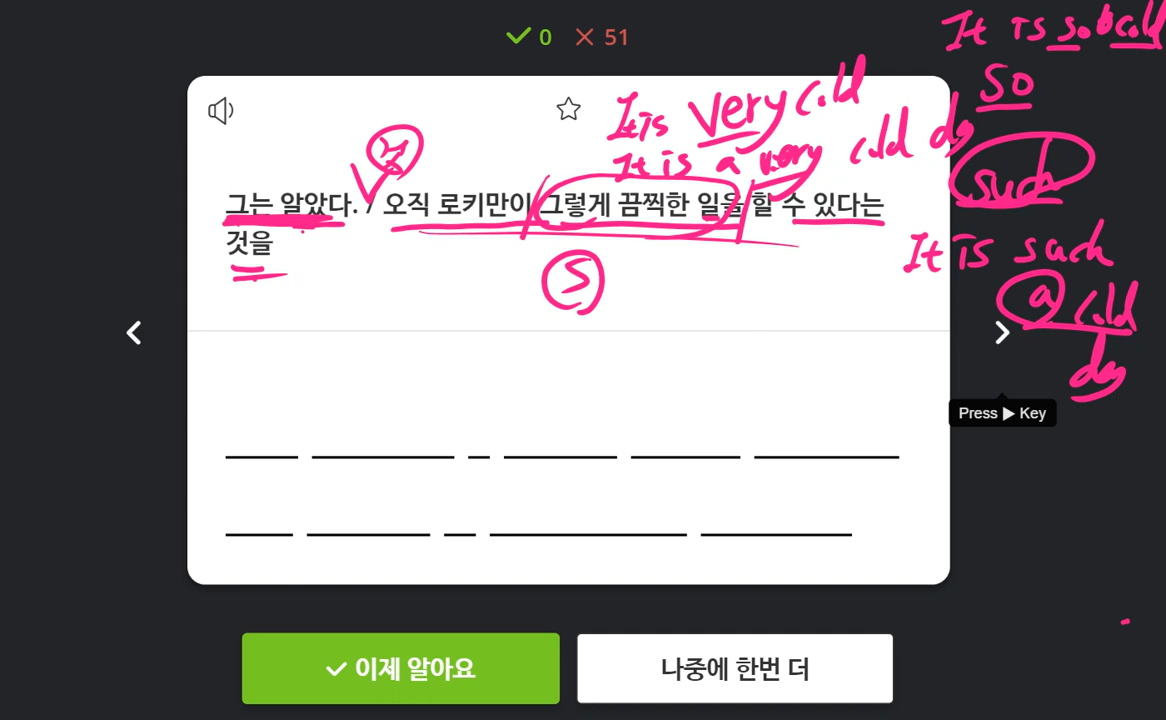 0 51
It is so cold
so
It is very cold
It is a very cold day
such
그는 알았다. / 오직 로키만이 그렇게 끔찍한 일을 할 수 있다는
것을
S
It is such
a cold
day
Press ▶ Key
이제 알아요
나중에 한번 더